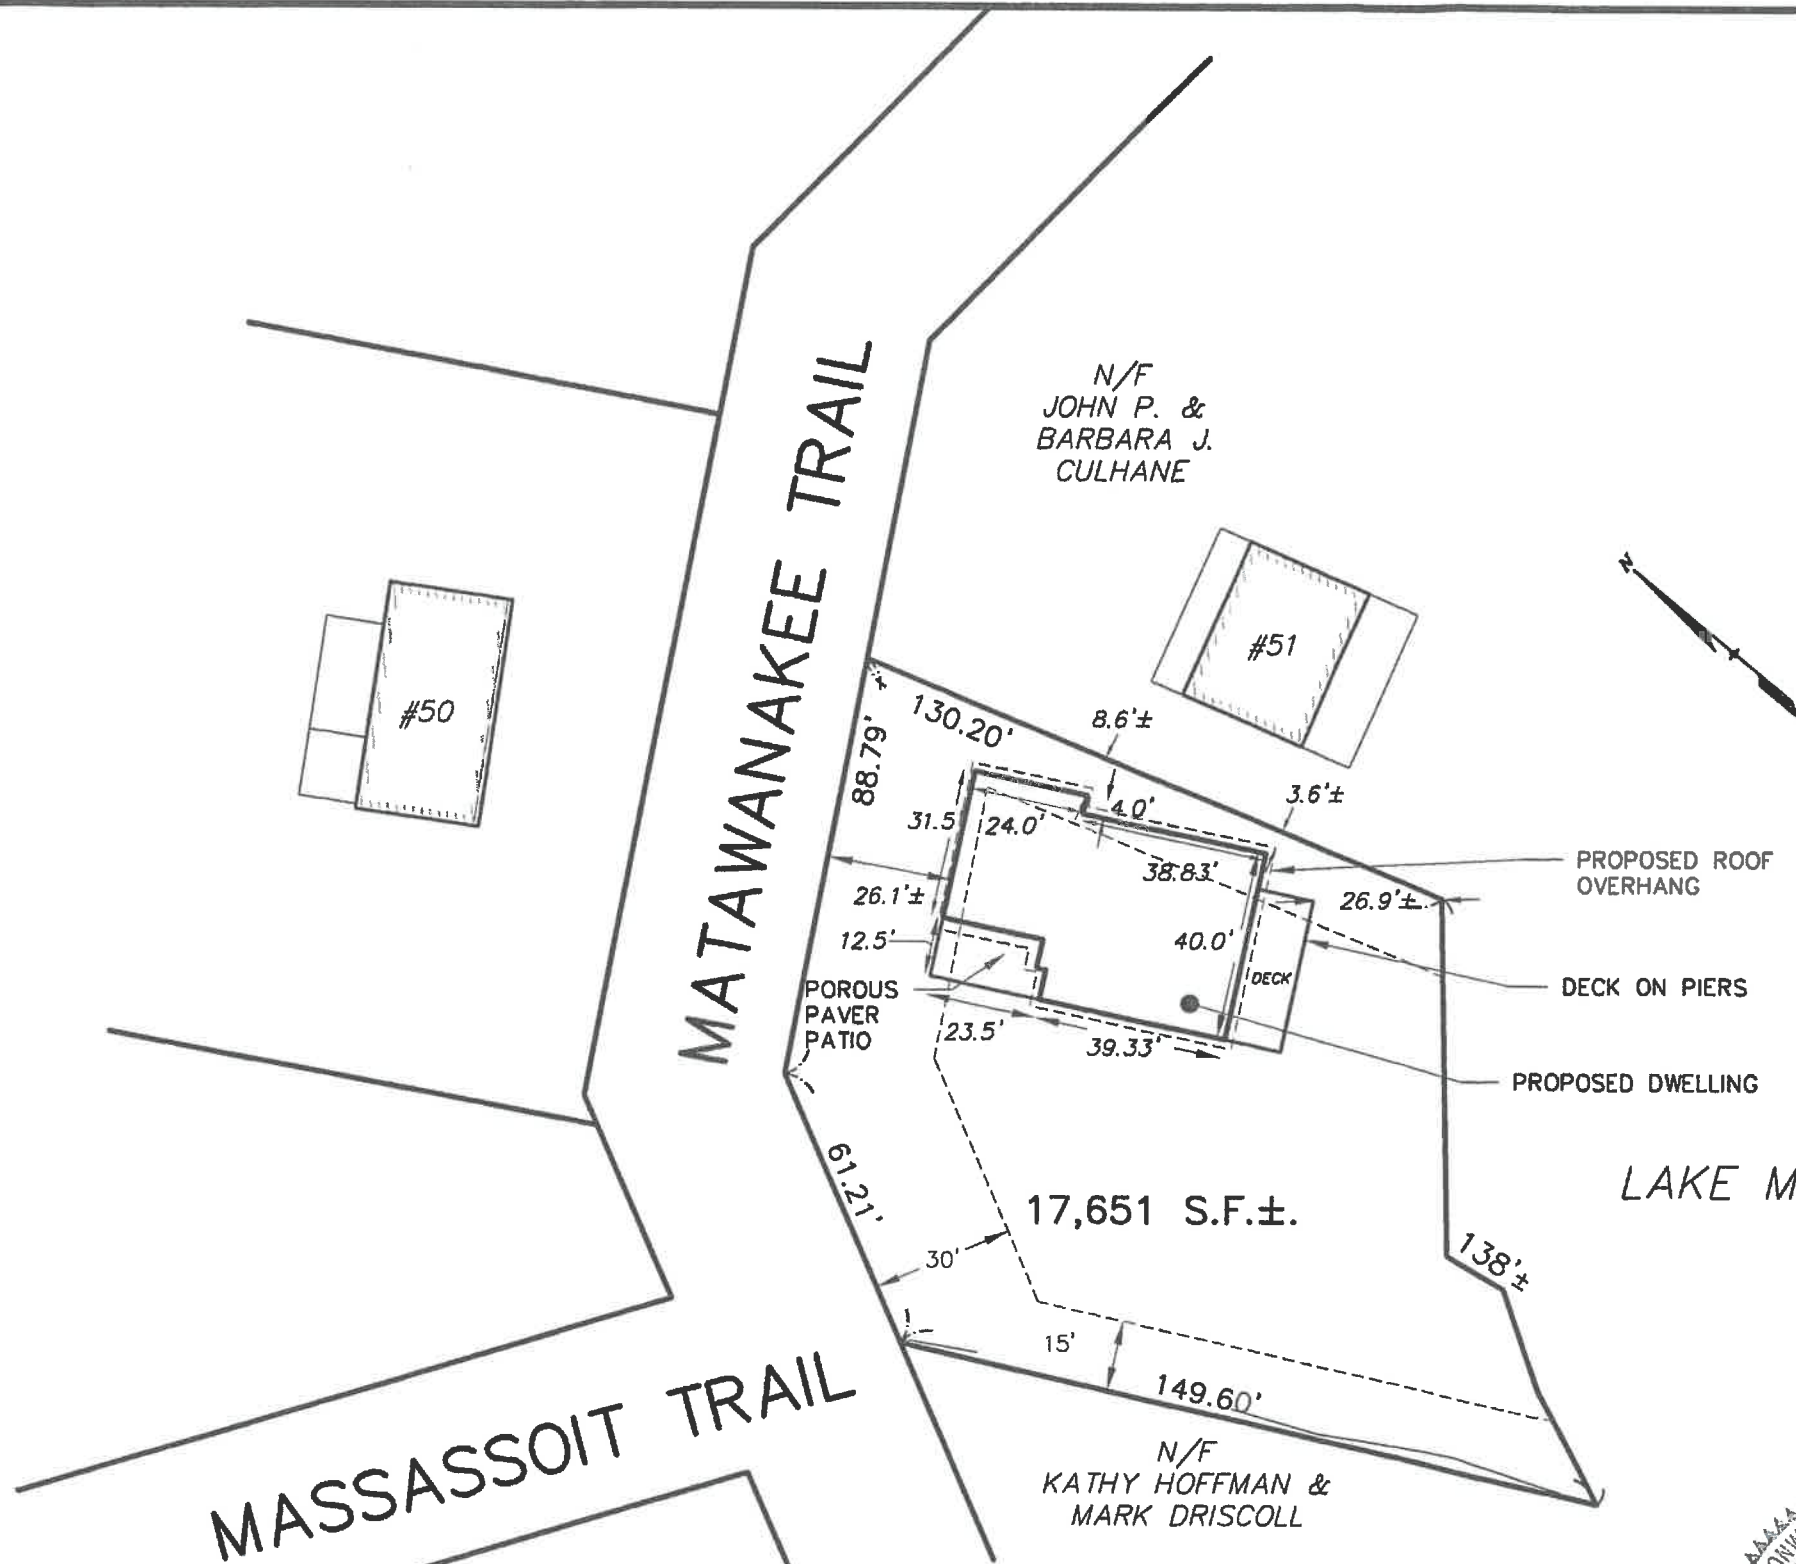 N/F
JOHN P. &
BARBARA J.
CULHANE
MATAWANAKEE TRAIL
N
#51
#50
130.20'
8.6'±
88.79'
3.6'±
31.5
24.0'
4.0'
38.83'
PROPOSED ROOF
OVERHANG
26.1'±
26.9'±
12.5'
40.0'
DECK
DECK ON PIERS
POROUS
PAVER
PATIO
23.5'
39.33'
PROPOSED DWELLING
61.21'
LAKE M
17,651 S.F.±.
30'
138'±
15'
149.60'
MASSASSOIT TRAIL
N/F
KATHY HOFFMAN &
MARK DRISCOLL